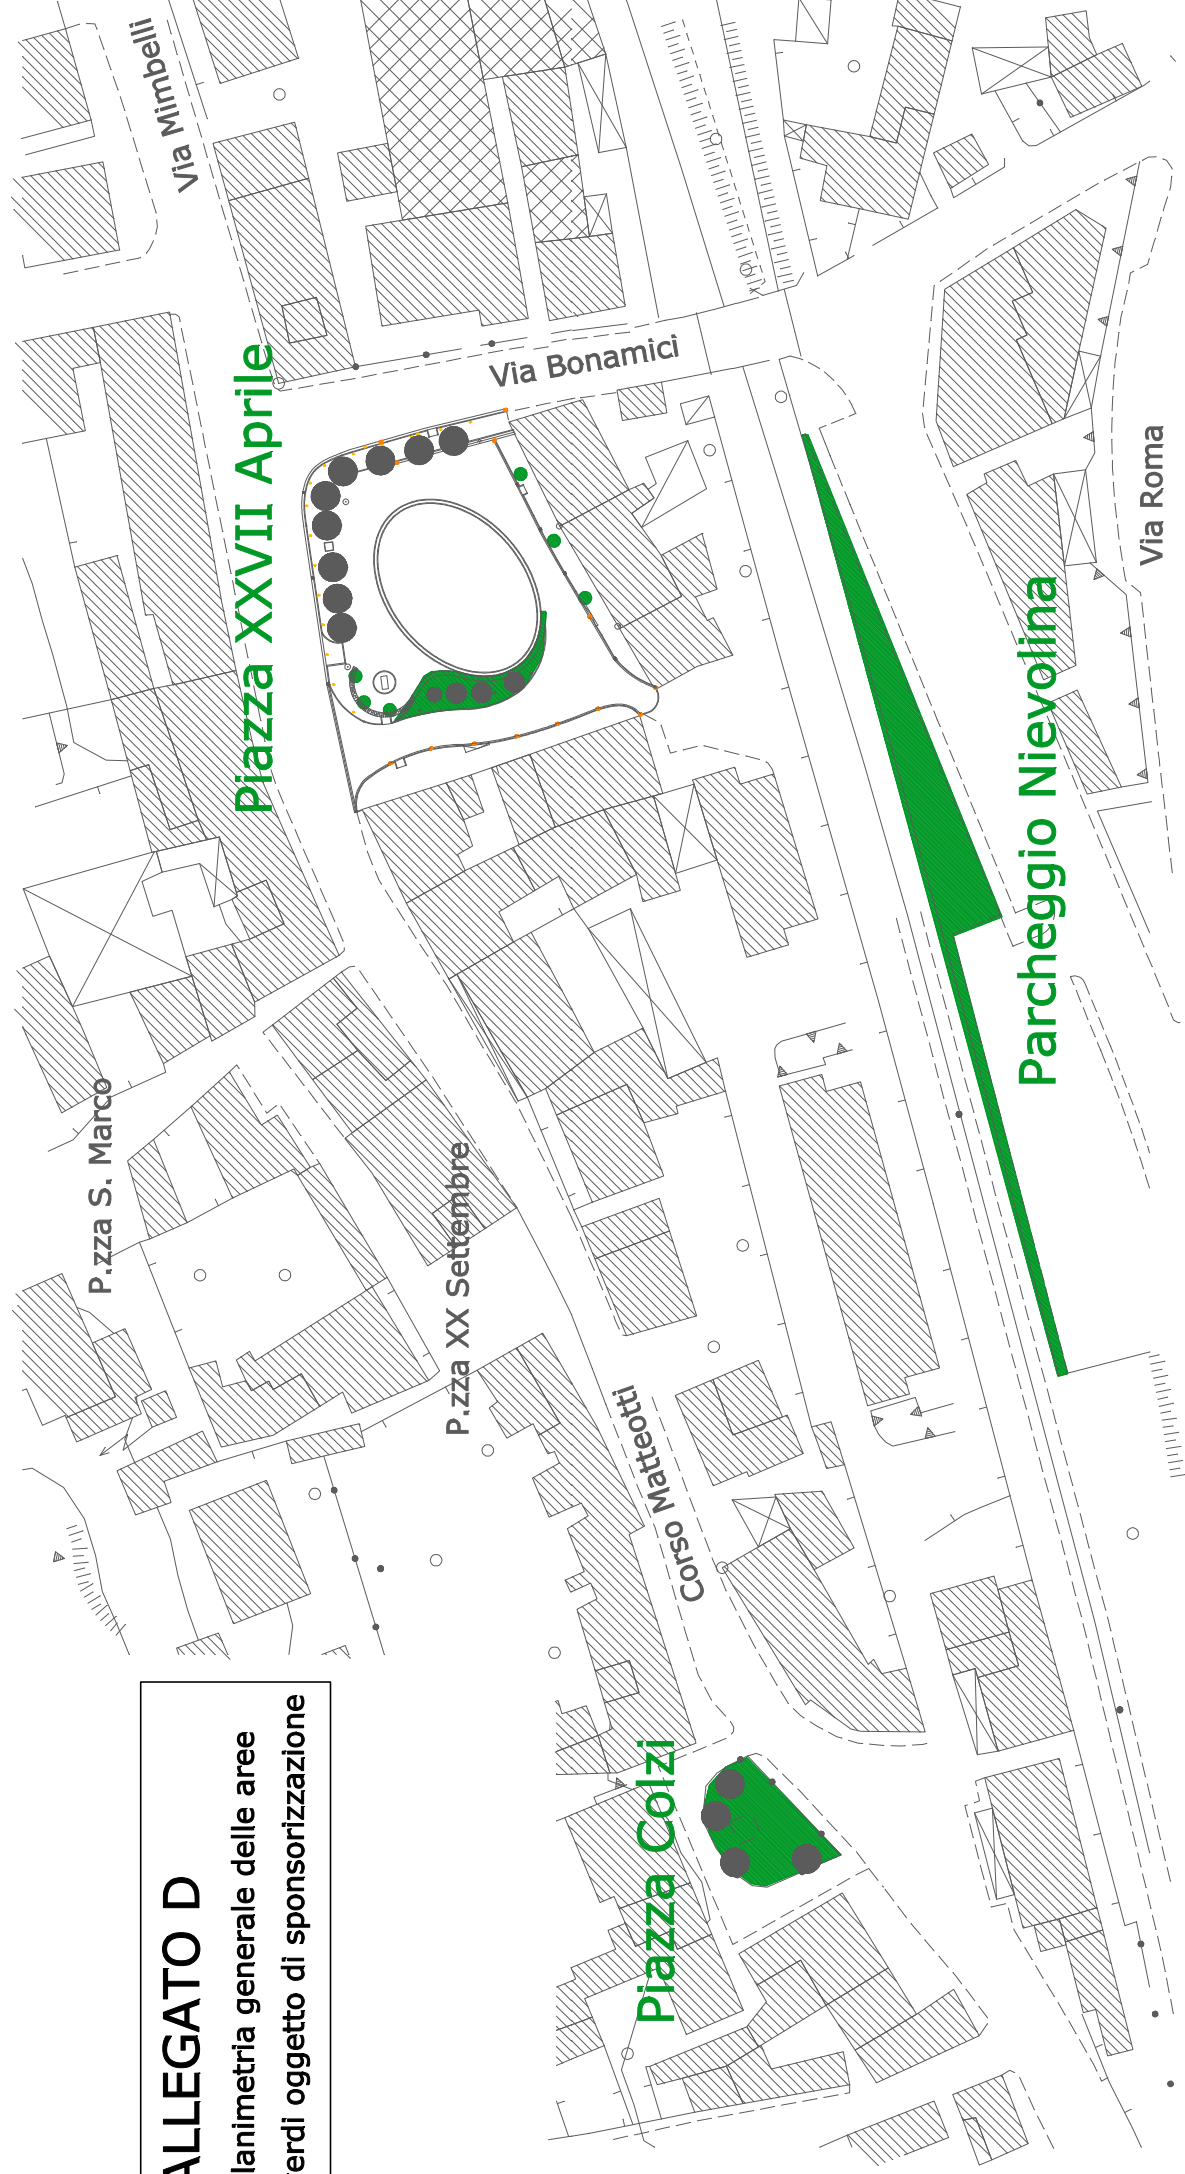 Via Mimbelli
Via Bonamici
Piazza XXVII Aprile
Via Roma
Parcheggio Nievolina
P.zza S. Marco
P.zza XX Settembre
Corso Matteotti
Piazza Colzi
ALLEGATO D
lanimetria generale delle aree
erdi oggetto di sponsorizzazione